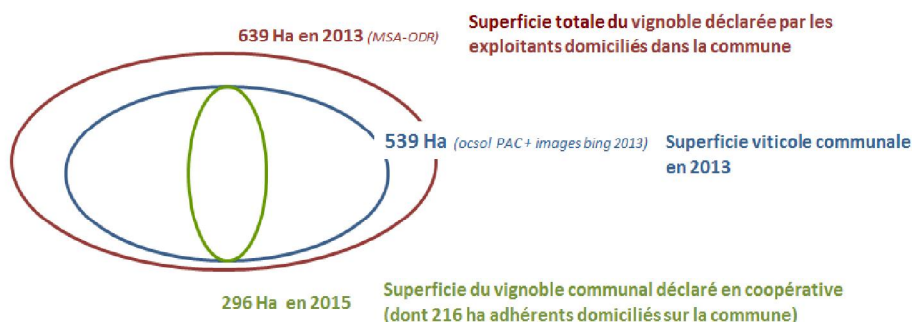 639 Ha en 2013 (MSA-ODR)
Superficie totale du vignoble déclarée par les
exploitants domiciliés dans la commune
539 Ha (ocsol PAC + images bing 2013)
Superficie viticole communale
en 2013
296 Ha en 2015
Superficie du vignoble communal déclaré en coopérative
(dont 216 ha adhérents domiciliés sur la commune)